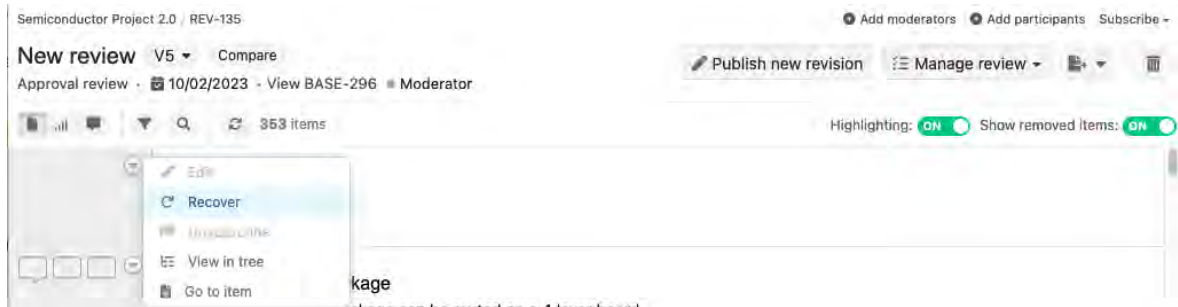 Semiconductor Project 2.0 / REV-135
Add moderators Add participants Subscribe
New review V5 Compare
Publish new revision Manage review
Approval review · 10/02/2023 · View BASE-296 Moderator
353 items
Highlighting: ON Show removed items: ON
Edit
Recover
Unsubscribe
View in tree
Go to item
kage